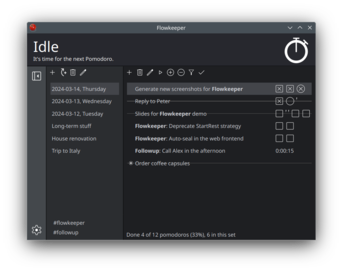 Flowkeeper
Idle
It's time for the next Pomodoro.
2024-03-14, Thursday
2024-03-13, Wednesday
2024-03-12, Tuesday
Long-term stuff
House renovation
Trip to Italy
#flowkeeper
#followup
Generate new screenshots for Flowkeeper
Reply to Peter
Slides for Flowkeeper demo
Flowkeeper: Deprecate StartRest strategy
Flowkeeper: Auto-seal in the web frontend
Followup: Call Alex in the afternoon 0:00:15
Order coffee capsules
Done 4 of 12 pomodoros (33%), 6 in this set